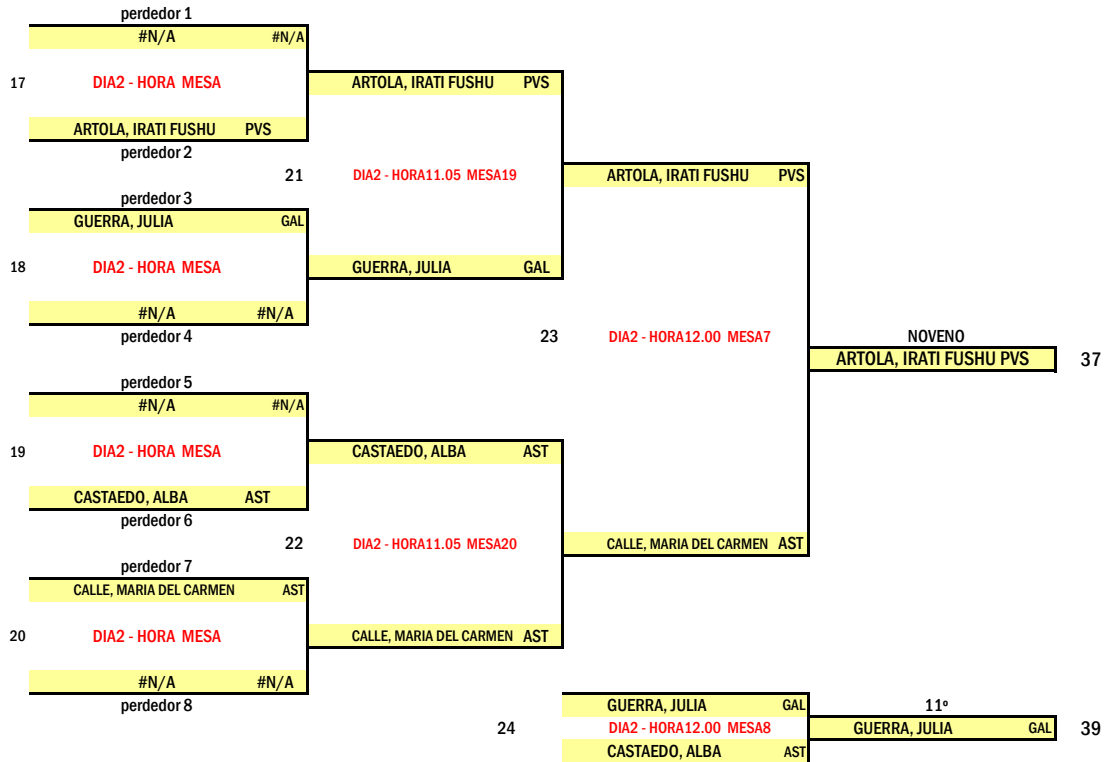 perdedor 1
#N/A #N/A
17 DIA2 - HORA MESA ARTOLA, IRATI FUSHU PVS
ARTOLA, IRATI FUSHU PVS
perdedor 2
21 DIA2 - HORA11.05 MESA19 ARTOLA, IRATI FUSHU PVS
perdedor 3
GUERRA, JULIA GAL
18 DIA2 - HORA MESA GUERRA, JULIA GAL
#N/A #N/A
perdedor 4 23 DIA2 - HORA12.00 MESA7 NOVENO
ARTOLA, IRATI FUSHU PVS 37
perdedor 5
#N/A #N/A
19 DIA2 - HORA MESA CASTAEDO, ALBA AST
CASTAEDO, ALBA AST
perdedor 6
22 DIA2 - HORA11.05 MESA20 CALLE, MARIA DEL CARMEN AST
perdedor 7
CALLE, MARIA DEL CARMEN AST
20 DIA2 - HORA MESA CALLE, MARIA DEL CARMEN AST
#N/A #N/A
perdedor 8 GUERRA, JULIA GAL 11º
24 DIA2 - HORA12.00 MESA8 GUERRA, JULIA GAL 39
CASTAEDO, ALBA AST